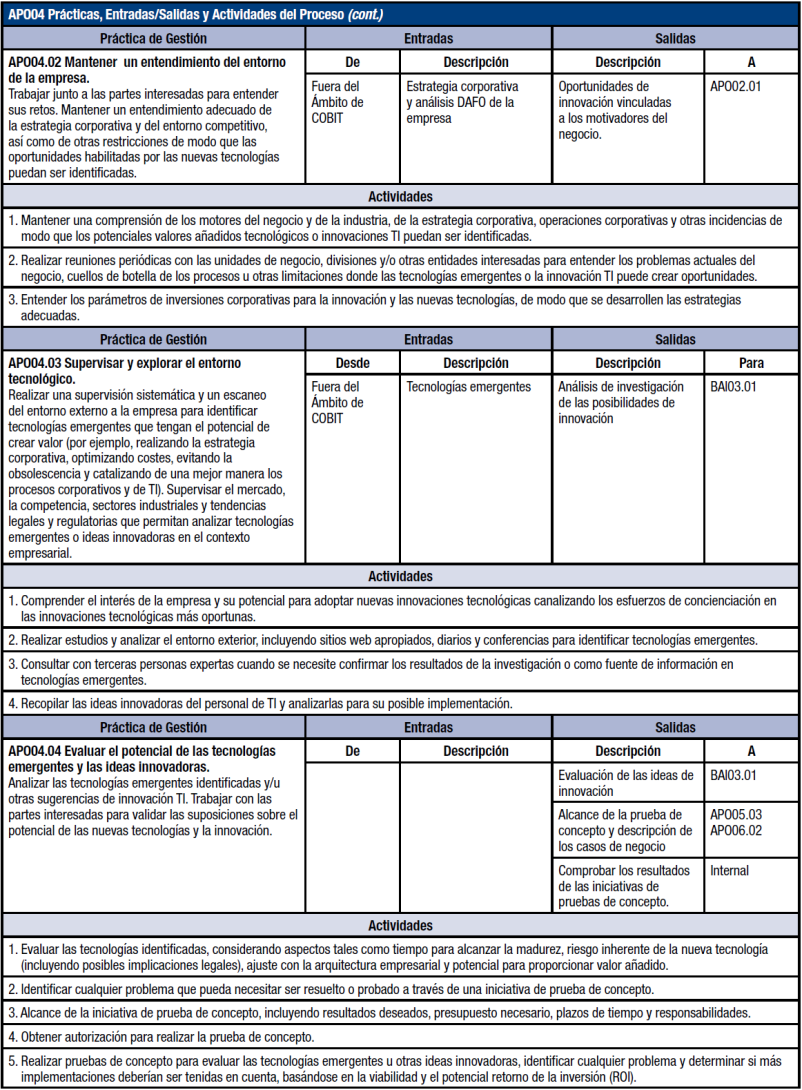 APO04 Prácticas, Entradas/Salidas y Actividades del Proceso (cont.)
Práctica de Gestión Entradas Salidas
APO04.02 Mantener un entendimiento del entorno
de la empresa.
Trabajar junto a las partes interesadas para entender
sus retos. Mantener un entendimiento adecuado de
la estrategia corporativa y del entorno competitivo,
así como de otras restricciones de modo que las
oportunidades habilitadas por las nuevas tecnologías
puedan ser identificadas.
De Descripción Descripción A
Fuera del
Ámbito de
COBIT
Estrategia corporativa
y análisis DAFO de la
empresa
Oportunidades de
innovación vinculadas
a los motivadores del
negocio.
APO02.01
Actividades
1. Mantener una comprensión de los motores del negocio y de la industria, de la estrategia corporativa, operaciones corporativas y otras incidencias de
modo que los potenciales valores añadidos tecnológicos o innovaciones TI puedan ser identificadas.
2. Realizar reuniones periódicas con las unidades de negocio, divisiones y/o otras entidades interesadas para entender los problemas actuales del
negocio, cuellos de botella de los procesos u otras limitaciones donde las tecnologías emergentes o la innovación TI puede crear oportunidades.
3. Entender los parámetros de inversiones corporativas para la innovación y las nuevas tecnologías, de modo que se desarrollen las estrategias
adecuadas.
Práctica de Gestión Entradas Salidas
APO04.03 Supervisar y explorar el entorno
tecnológico.
Realizar una supervisión sistemática y un escaneo
del entorno externo a la empresa para identificar
tecnologías emergentes que tengan el potencial de
crear valor (por ejemplo, realizando la estrategia
corporativa, optimizando costes, evitando la
obsolescencia y catalizando de una mejor manera los
procesos corporativos y de TI). Supervisar el mercado,
la competencia, sectores industriales y tendencias
legales y regulatorias que permitan analizar tecnologías
emergentes o ideas innovadoras en el contexto
empresarial.
Desde Descripción Descripción Para
Fuera del
Ámbito de
COBIT
Tecnologías emergentes
Análisis de investigación
de las posibilidades de
innovación
BAI03.01
Actividades
1. Comprender el interés de la empresa y su potencial para adoptar nuevas innovaciones tecnológicas canalizando los esfuerzos de concienciación en
las innovaciones tecnológicas más oportunas.
2. Realizar estudios y analizar el entorno exterior, incluyendo sitios web apropiados, diarios y conferencias para identificar tecnologías emergentes.
3. Consultar con terceras personas expertas cuando se necesite confirmar los resultados de la investigación o como fuente de información en
tecnologías emergentes.
4. Recopilar las ideas innovadoras del personal de TI y analizarlas para su posible implementación.
Práctica de Gestión Entradas Salidas
APO04.04 Evaluar el potencial de las tecnologías
emergentes y las ideas innovadoras.
Analizar las tecnologías emergentes identificadas y/u
otras sugerencias de innovación TI. Trabajar con las
partes interesadas para validar las suposiciones sobre el
potencial de las nuevas tecnologías y la innovación.
De Descripción Descripción A
Evaluación de las ideas de
innovación
BAI03.01
Alcance de la prueba de
concepto y descripción de
los casos de negocio
APO05.03
APO06.02
Comprobar los resultados
de las iniciativas de
pruebas de concepto.
Internal
Actividades
1. Evaluar las tecnologías identificadas, considerando aspectos tales como tiempo para alcanzar la madurez, riesgo inherente de la nueva tecnología
(incluyendo posibles implicaciones legales), ajuste con la arquitectura empresarial y potencial para proporcionar valor añadido.
2. Identificar cualquier problema que pueda necesitar ser resuelto o probado a través de una iniciativa de prueba de concepto.
3. Alcance de la iniciativa de prueba de concepto, incluyendo resultados deseados, presupuesto necesario, plazos de tiempo y responsabilidades.
4. Obtener autorización para realizar la prueba de concepto.
5. Realizar pruebas de concepto para evaluar las tecnologías emergentes u otras ideas innovadoras, identificar cualquier problema y determinar si más
implementaciones deberían ser tenidas en cuenta, basándose en la viabilidad y el potencial retorno de la inversión (ROI).